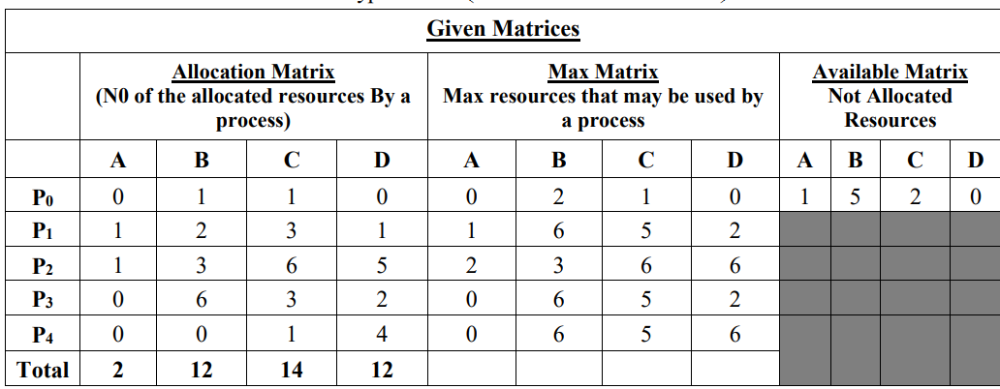 Given Matrices
Allocation Matrix
(N0 of the allocated resources By a
process)
Max Matrix
Max resources that may be used by
a process
Available Matrix
Not Allocated
Resources
A B C D A B C D A B C D
P0 0 1 1 0 0 2 1 0 1 5 2 0
P1 1 2 3 1 1 6 5 2
P2 1 3 6 5 2 3 6 6
P3 0 6 3 2 0 6 5 2
P4 0 0 1 4 0 6 5 6
Total 2 12 14 12